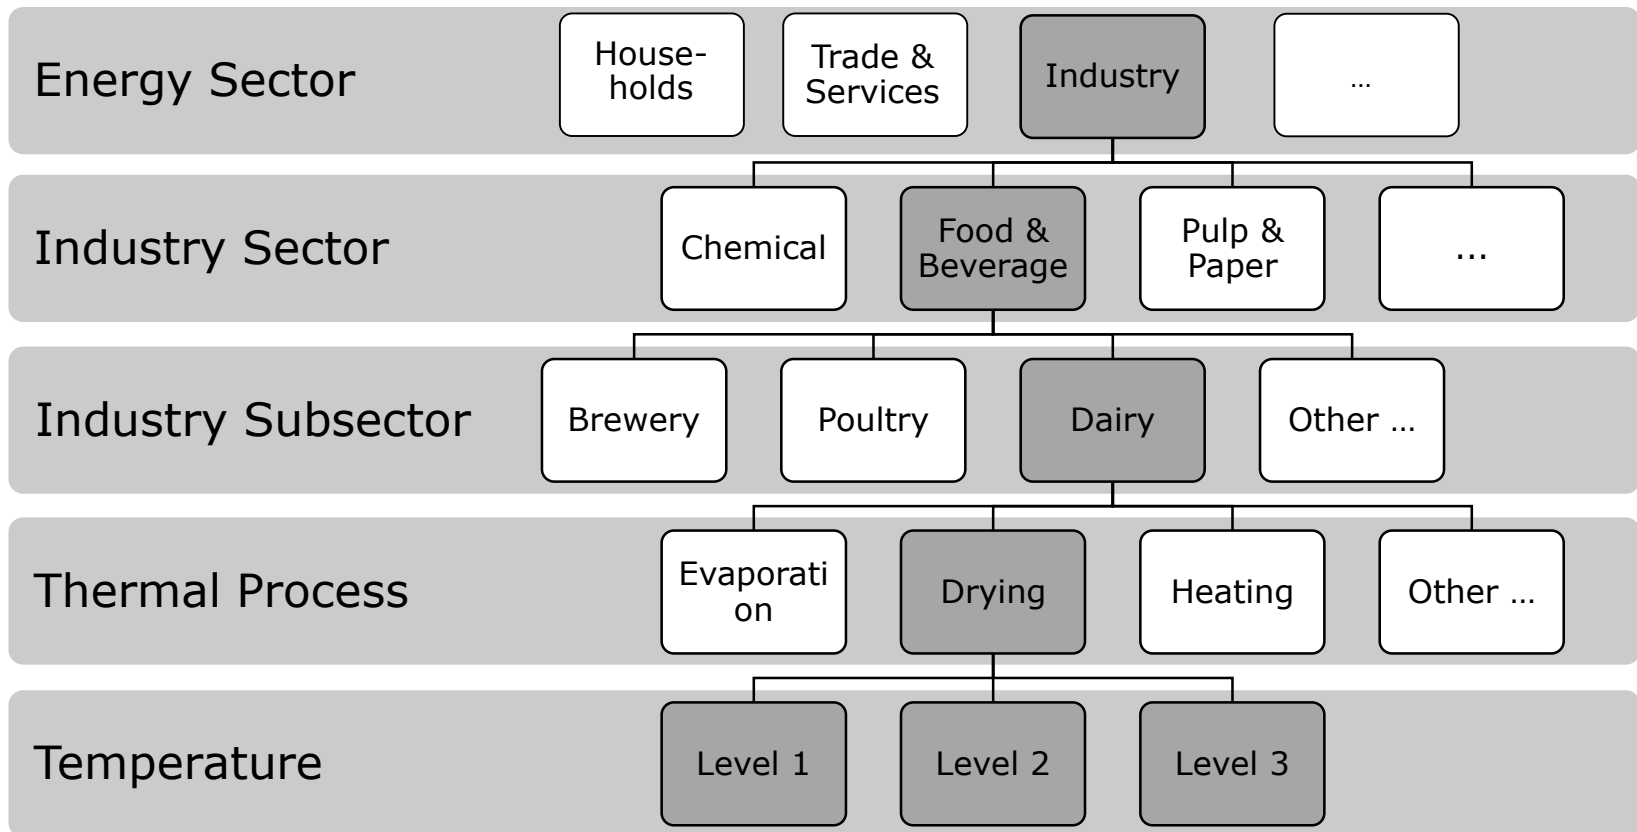 Energy Sector
House-
holds
Trade &
Services
Industry
...
Industry Sector
Chemical
Food &
Beverage
Pulp &
Paper
...
Industry Subsector
Brewery
Poultry
Dairy
Other ...
Thermal Process
Evaporati
on
Drying
Heating
Other ...
Temperature
Level 1
Level 2
Level 3